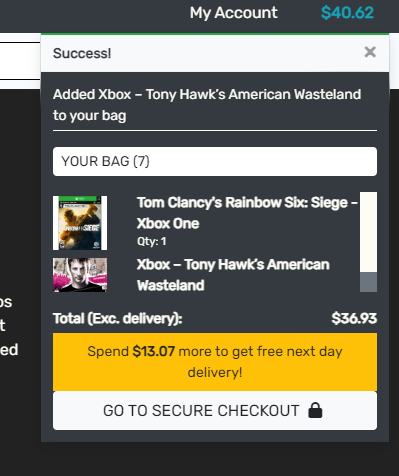 My Account $40.62
Success! ×
Added Xbox – Tony Hawk's American Wasteland
to your bag
YOUR BAG (7)
Tom Clancy's Rainbow Six: Siege –
Xbox One
Qty: 1
Xbox – Tony Hawk's American
Wasteland
os
t
ed
Total (Exc. delivery): $36.93
Spend $13.07 more to get free next day
delivery!
GO TO SECURE CHECKOUT